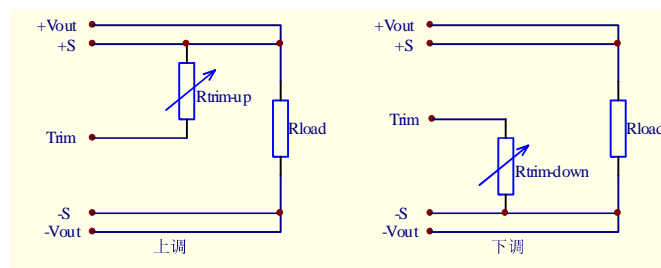 +Vout
+S
Rtrim-up
Rload
Trim
-S
-Vout
上调
+Vout
+S
Trim
Rload
Rtrim-down
-S
-Vout
下调